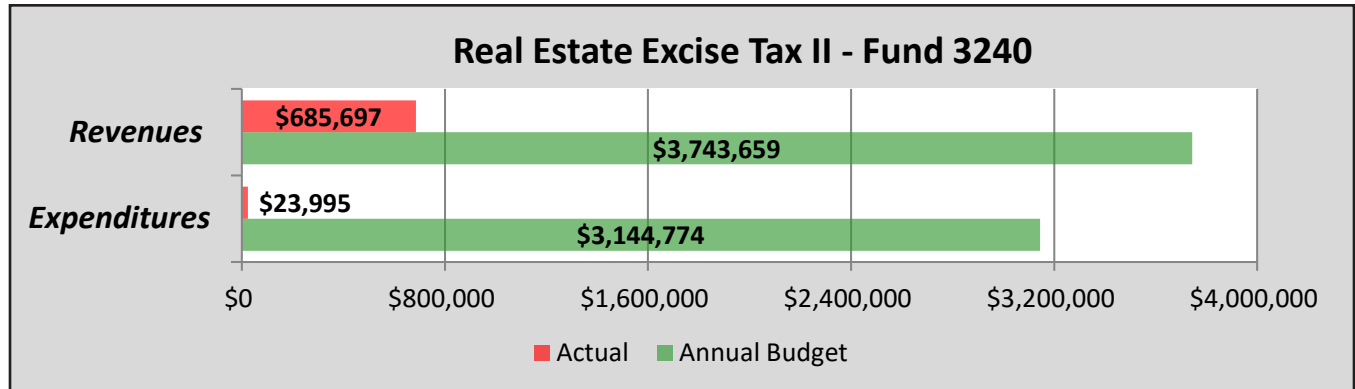 Real Estate Excise Tax II - Fund 3240
Revenues
$685,697
$3,743,659
Expenditures
$23,995
$3,144,774
$0 $800,000 $1,600,000 $2,400,000 $3,200,000 $4,000,000
Actual Annual Budget